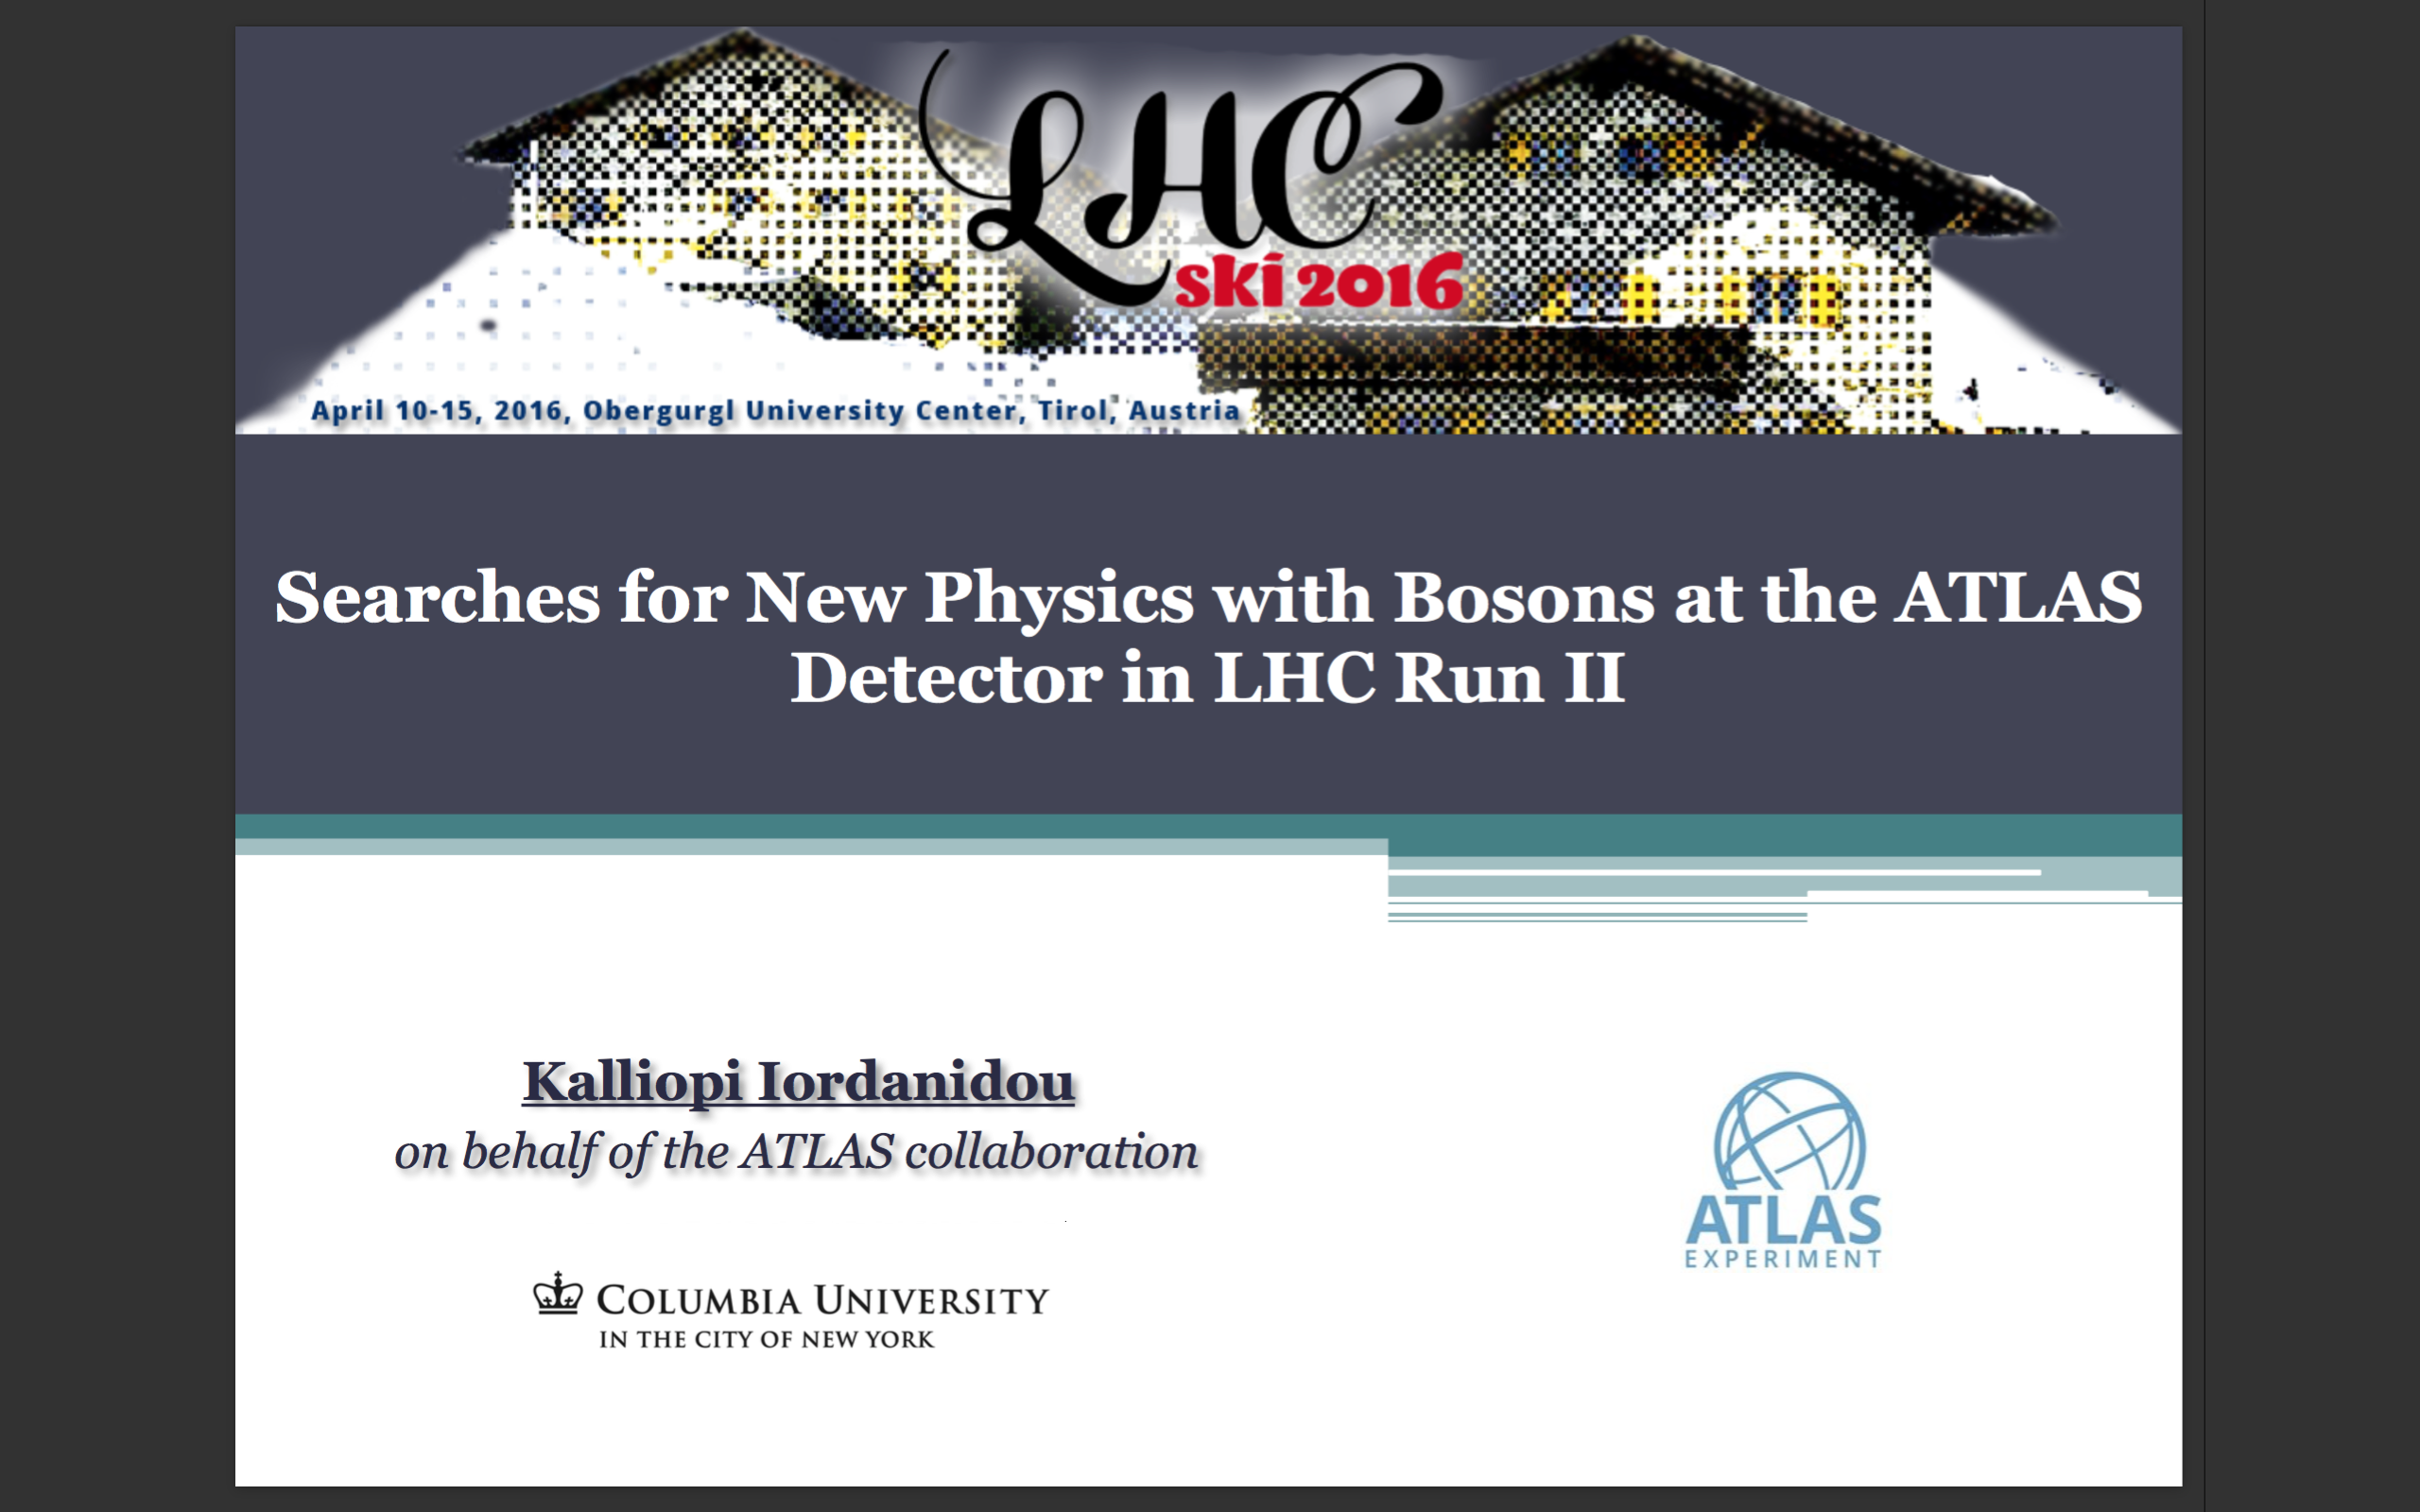 LHC
ski 2016
April 10-15, 2016, Obergurgl University Center, Tirol, Austria
Searches for New Physics with Bosons at the ATLAS
Detector in LHC Run II
Kalliopi Iordanidou
on behalf of the ATLAS collaboration
COLUMBIA UNIVERSITY
IN THE CITY OF NEW YORK
ATLAS
EXPERIMENT